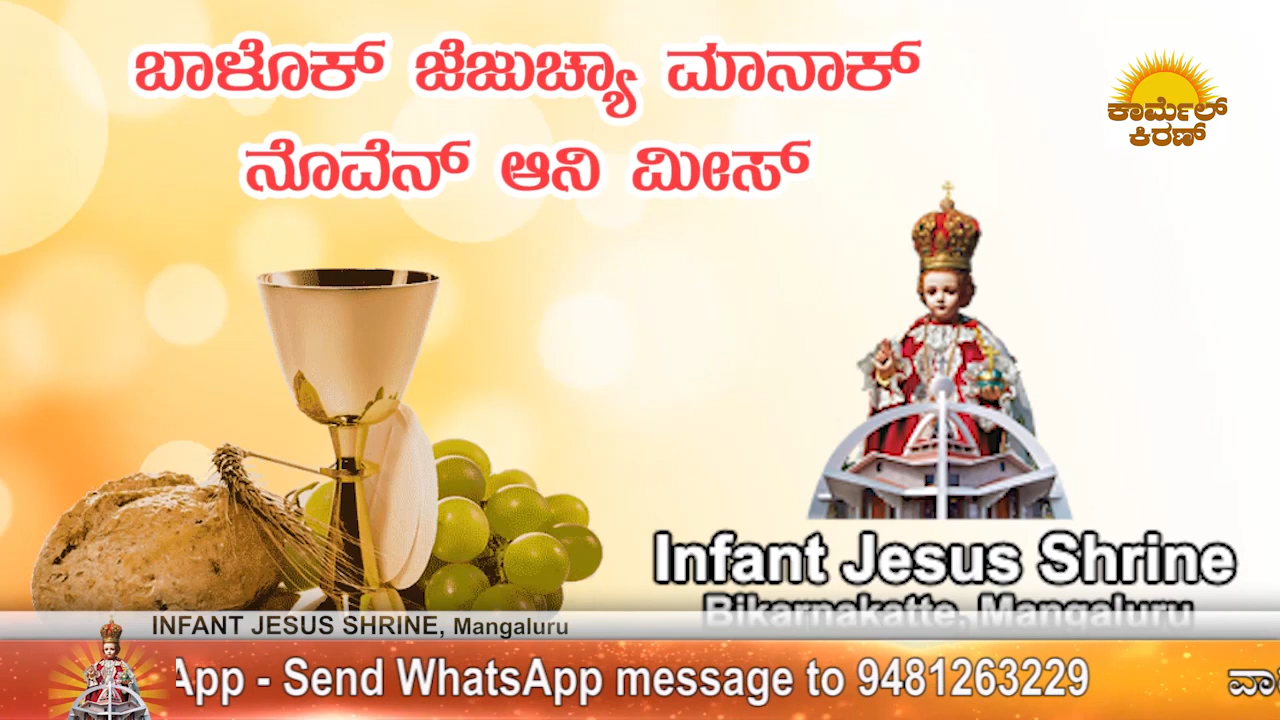 ಬಾಳೊಕ್ ಜೆಜುಚ್ಯಾ ಮಾನಾಕ್
ನೊವೆನ್ ಆನಿ ಮೀಸ್
ಕಾರ್ಮೆಲ್
ಕಿರಣ್
Infant Jesus Shrine
Bikarnakatte, Mangaluru
INFANT JESUS SHRINE, Mangaluru
App - Send WhatsApp message to 9481263229